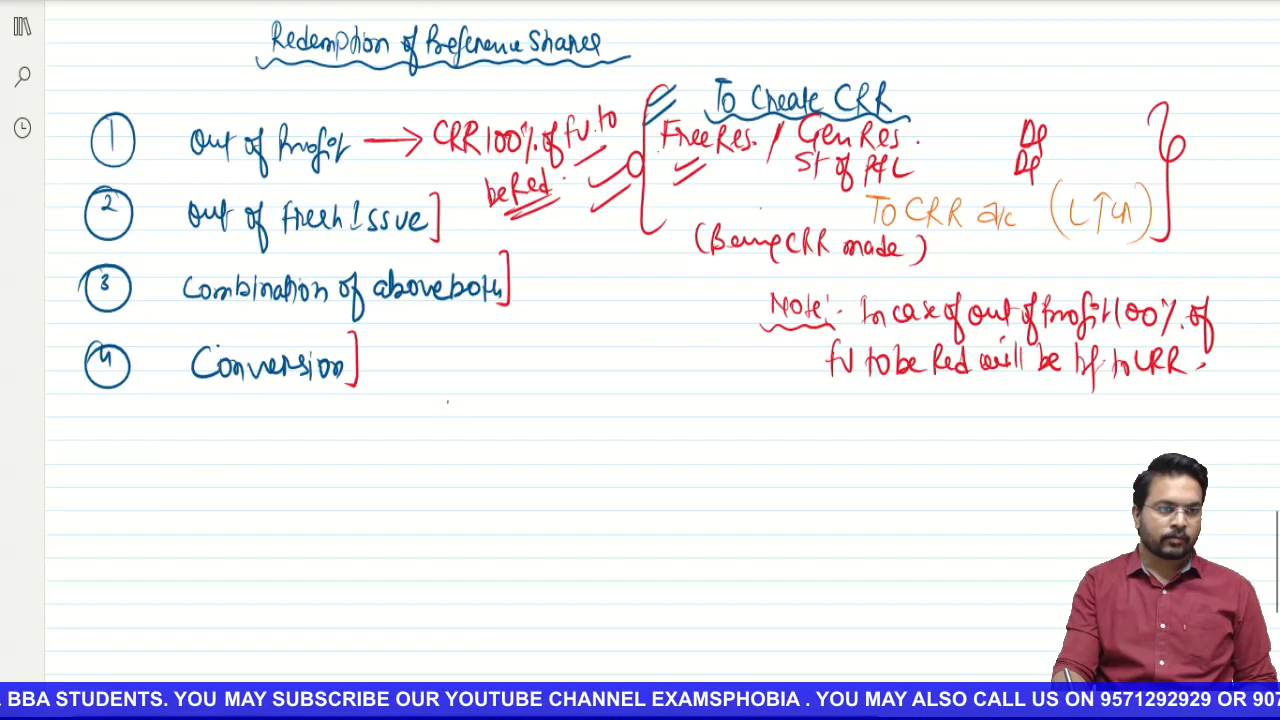 Redemption of Preference Shares
1 Out of Profit → CRR 100% of FV. to be Red.
2 Out of Fresh Issue]
3 Combination of above both]
4 Conversion]
To Create CRR
Free Res. / Gen Res. Dr
St of P&L Dr
To CRR a/c
(Being CRR made)
Note:- In case of out of Profit 100% of
FV to be Red will be tf. to CRR.
. BBA STUDENTS. YOU MAY SUBSCRIBE OUR YOUTUBE CHANNEL EXAMSPHOBIA . YOU MAY ALSO CALL US ON 9571292929 OR 907